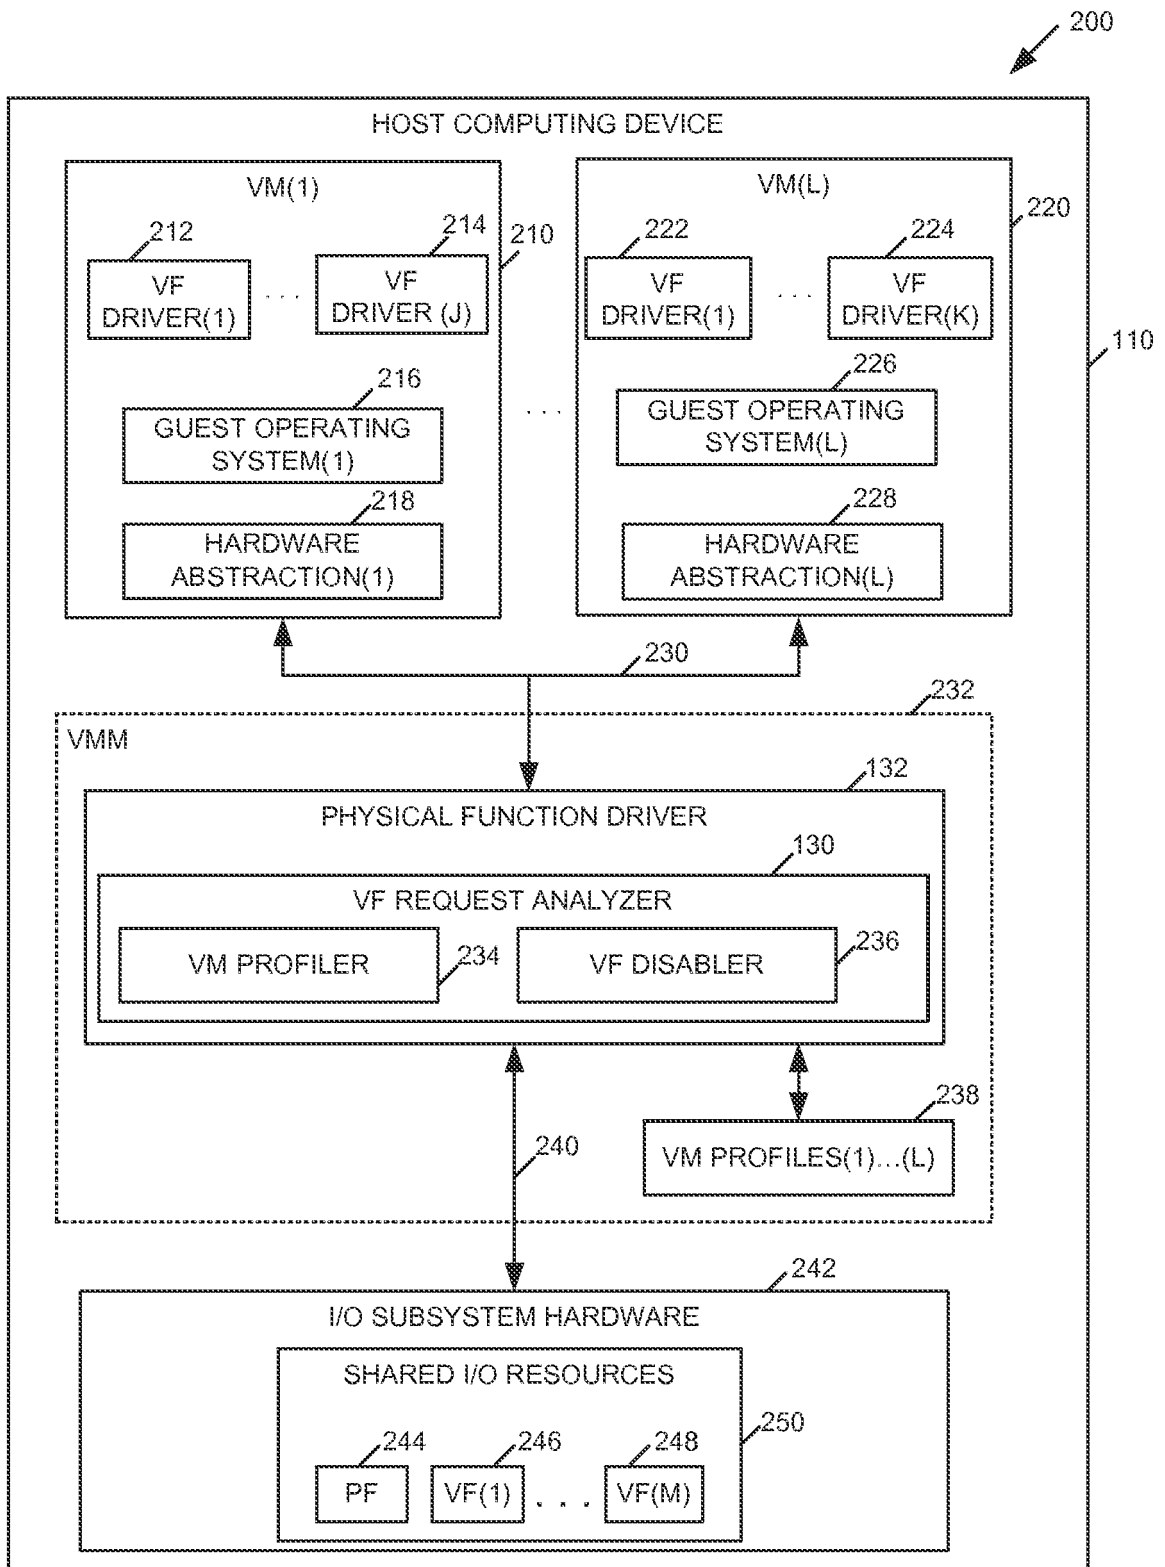 200
HOST COMPUTING DEVICE
VM(1)
VM(L)
210
220
212
214
222
224
VF
DRIVER(1)
. . .
VF
DRIVER (J)
VF
DRIVER(1)
. . .
VF
DRIVER(K)
110
216
226
GUEST OPERATING
SYSTEM(1)
. . .
GUEST OPERATING
SYSTEM(L)
218
228
HARDWARE
ABSTRACTION(1)
HARDWARE
ABSTRACTION(L)
230
232
VMM
132
PHYSICAL FUNCTION DRIVER
130
VF REQUEST ANALYZER
VM PROFILER
234
VF DISABLER
236
238
240
VM PROFILES(1)...(L)
242
I/O SUBSYSTEM HARDWARE
SHARED I/O RESOURCES
250
244
246
248
PF
VF(1)
. . .
VF(M)